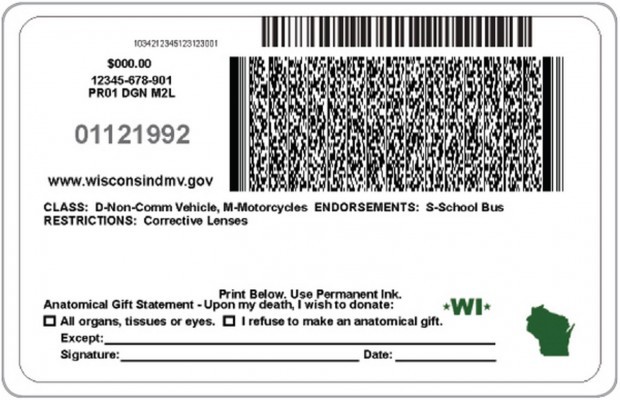 1034212345123123001
$000.00
12345-678-901
PR01 DGN M2L
01121992
www.wisconsindmv.gov
CLASS: D-Non-Comm Vehicle, M-Motorcycles ENDORSEMENTS: S-School Bus
RESTRICTIONS: Corrective Lenses
Print Below. Use Permanent Ink.
Anatomical Gift Statement - Upon my death, I wish to donate:
All organs, tissues or eyes. I refuse to make an anatomical gift.
Except:
Signature: Date:
WI